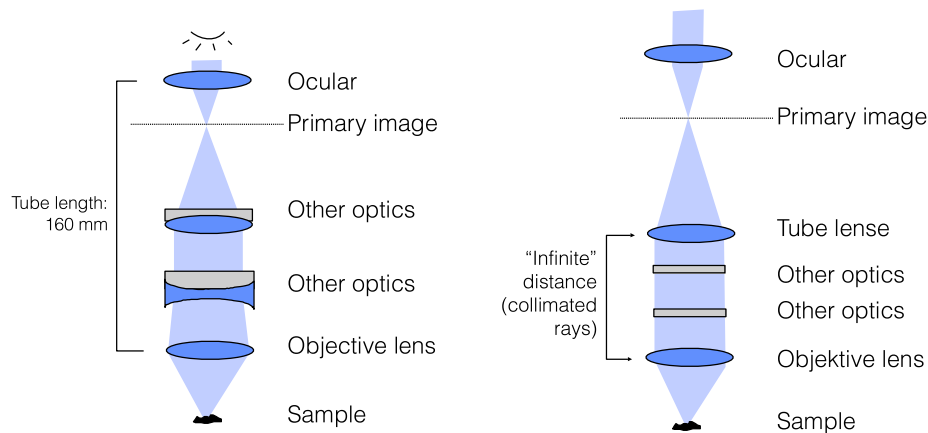 Ocular
Primary image
Tube length:
160 mm
Other optics
Other optics
Objective lens
Sample
Ocular
Primary image
Tube lense
"Infinite"
distance
(collimated
rays)
Other optics
Other optics
Objektive lens
Sample